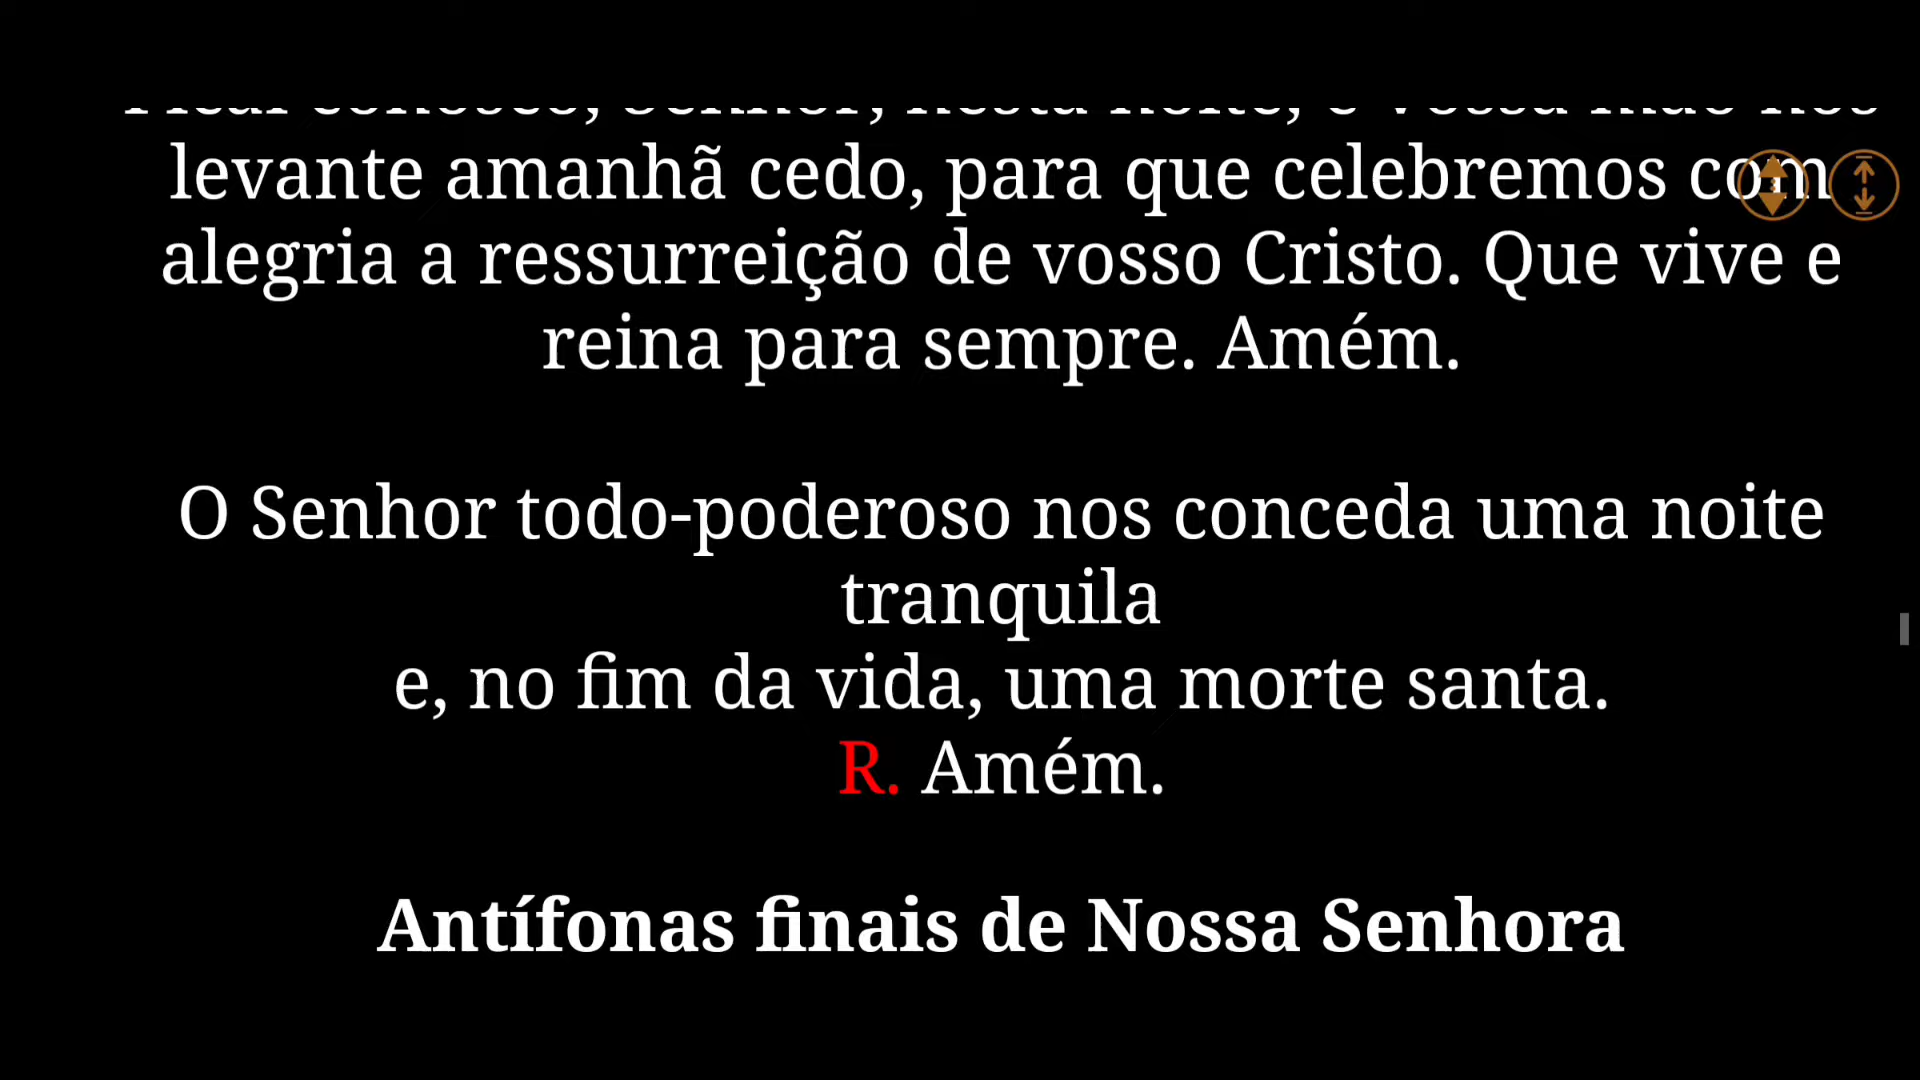 levante amanhã cedo, para que celebremos com
alegria a ressurreição de vosso Cristo. Que vive e
reina para sempre. Amém.
O Senhor todo-poderoso nos conceda uma noite
tranquila
e, no fim da vida, uma morte santa.
R. Amém.
Antífonas finais de Nossa Senhora